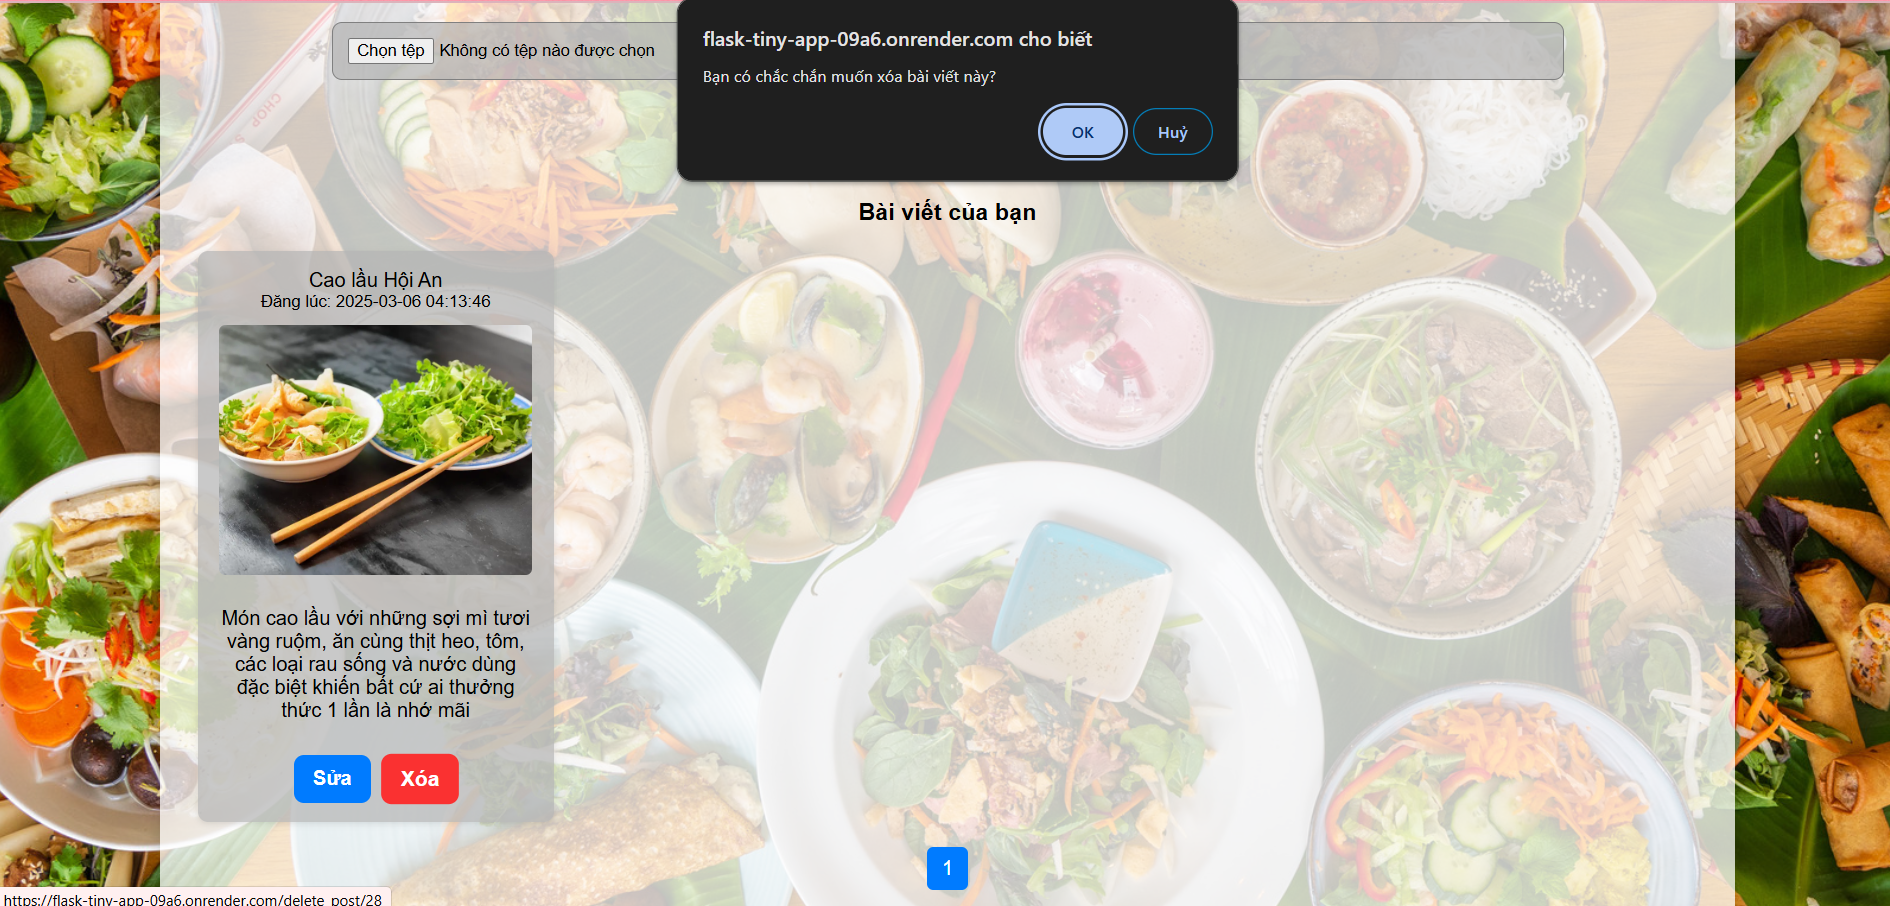 Chọn tệp Không có tệp nào được chọn
flask-tiny-app-09a6.onrender.com cho biết
Bạn có chắc chắn muốn xóa bài viết này?
OK Huỷ
Bài viết của bạn
Cao lầu Hội An
Đăng lúc: 2025-03-06 04:13:46
Món cao lầu với những sợi mì tươi
vàng ruộm, ăn cùng thịt heo, tôm,
các loại rau sống và nước dùng
đặc biệt khiến bất cứ ai thưởng
thức 1 lần là nhớ mãi
Sửa Xóa
1
https://flask-tiny-app-09a6.onrender.com/delete_post/28
CHOP